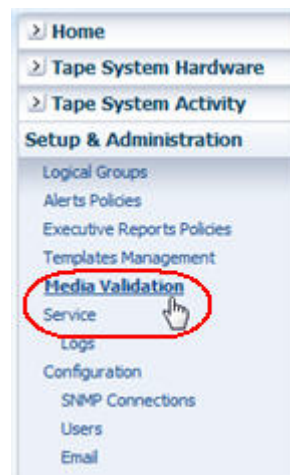 Home
Tape System Hardware
Tape System Activity
Setup & Administration
Logical Groups
Alerts Policies
Executive Reports Policies
Templates Management
Media Validation
Service
Logs
Configuration
SNMP Connections
Users
Email